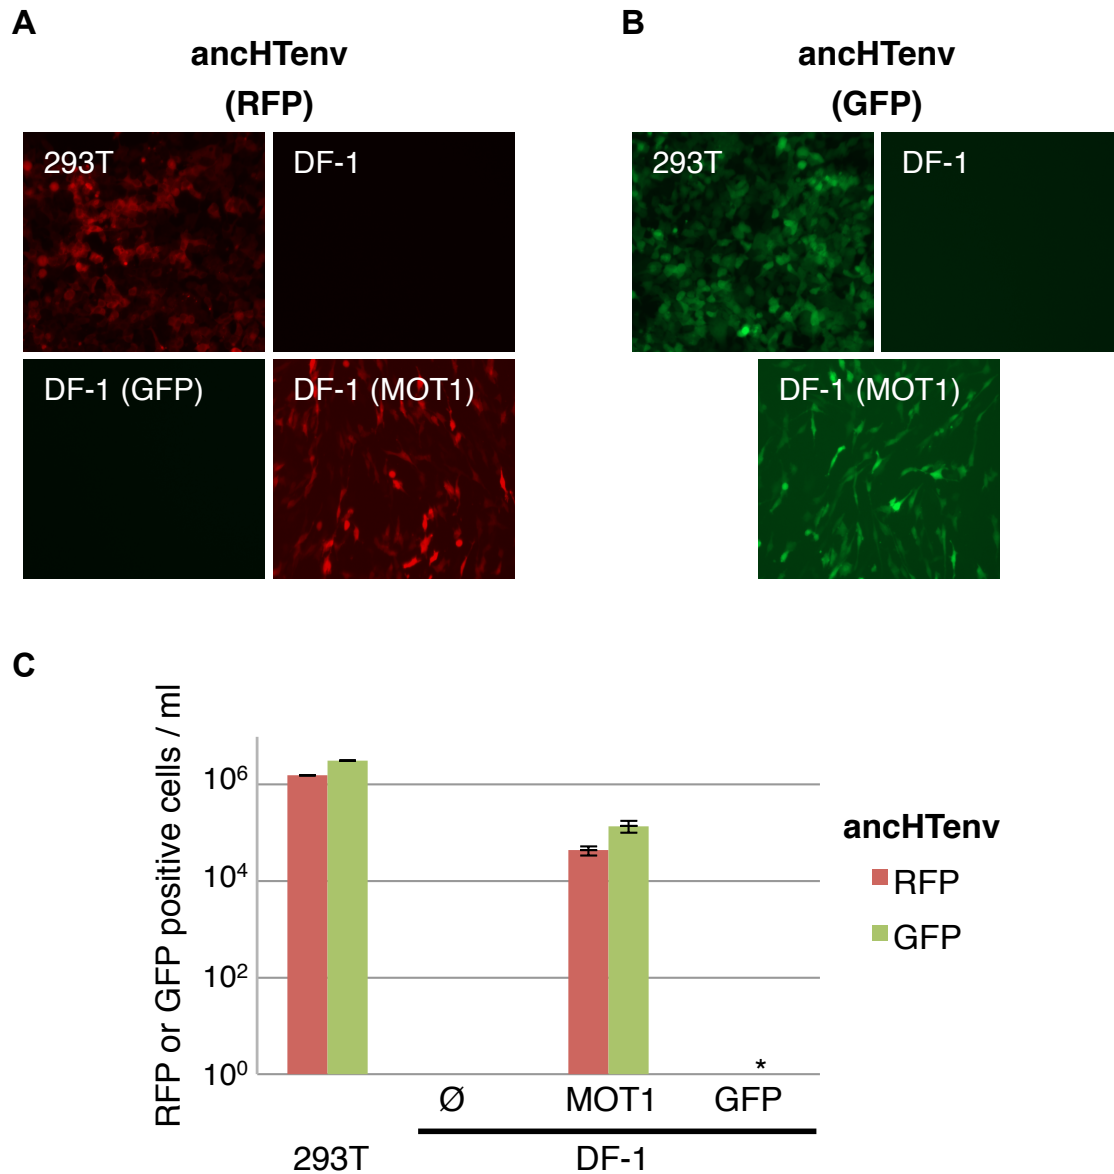 A
ancHTenv
(RFP)
293T
DF-1
DF-1 (GFP)
DF-1 (MOT1)
B
ancHTenv
(GFP)
293T
DF-1
DF-1 (MOT1)
C
RFP or GFP positive cells / ml
10⁶
10⁴
10²
10⁰
*
Ø
MOT1
GFP
293T
DF-1
ancHTenv
RFP
GFP